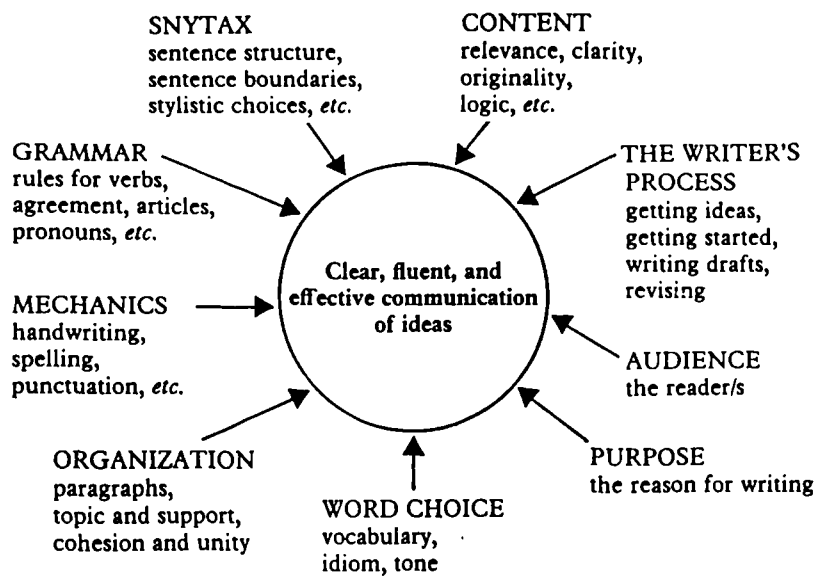 SNYTAX
sentence structure,
sentence boundaries,
stylistic choices, etc.
CONTENT
relevance, clarity,
originality,
logic, etc.
GRAMMAR
rules for verbs,
agreement, articles,
pronouns, etc.
THE WRITER'S
PROCESS
getting ideas,
getting started,
writing drafts,
revising
Clear, fluent, and
effective communication
of ideas
MECHANICS
handwriting,
spelling,
punctuation, etc.
AUDIENCE
the reader/s
ORGANIZATION
paragraphs,
topic and support,
cohesion and unity
WORD CHOICE
vocabulary,
idiom, tone
PURPOSE
the reason for writing